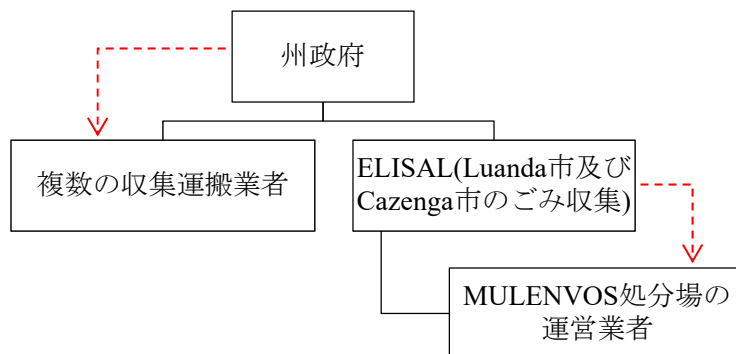 州政府
複数の収集運搬業者
ELISAL(Luanda市及び
Cazenga市のごみ収集)
MULENVOS処分場の
運営業者